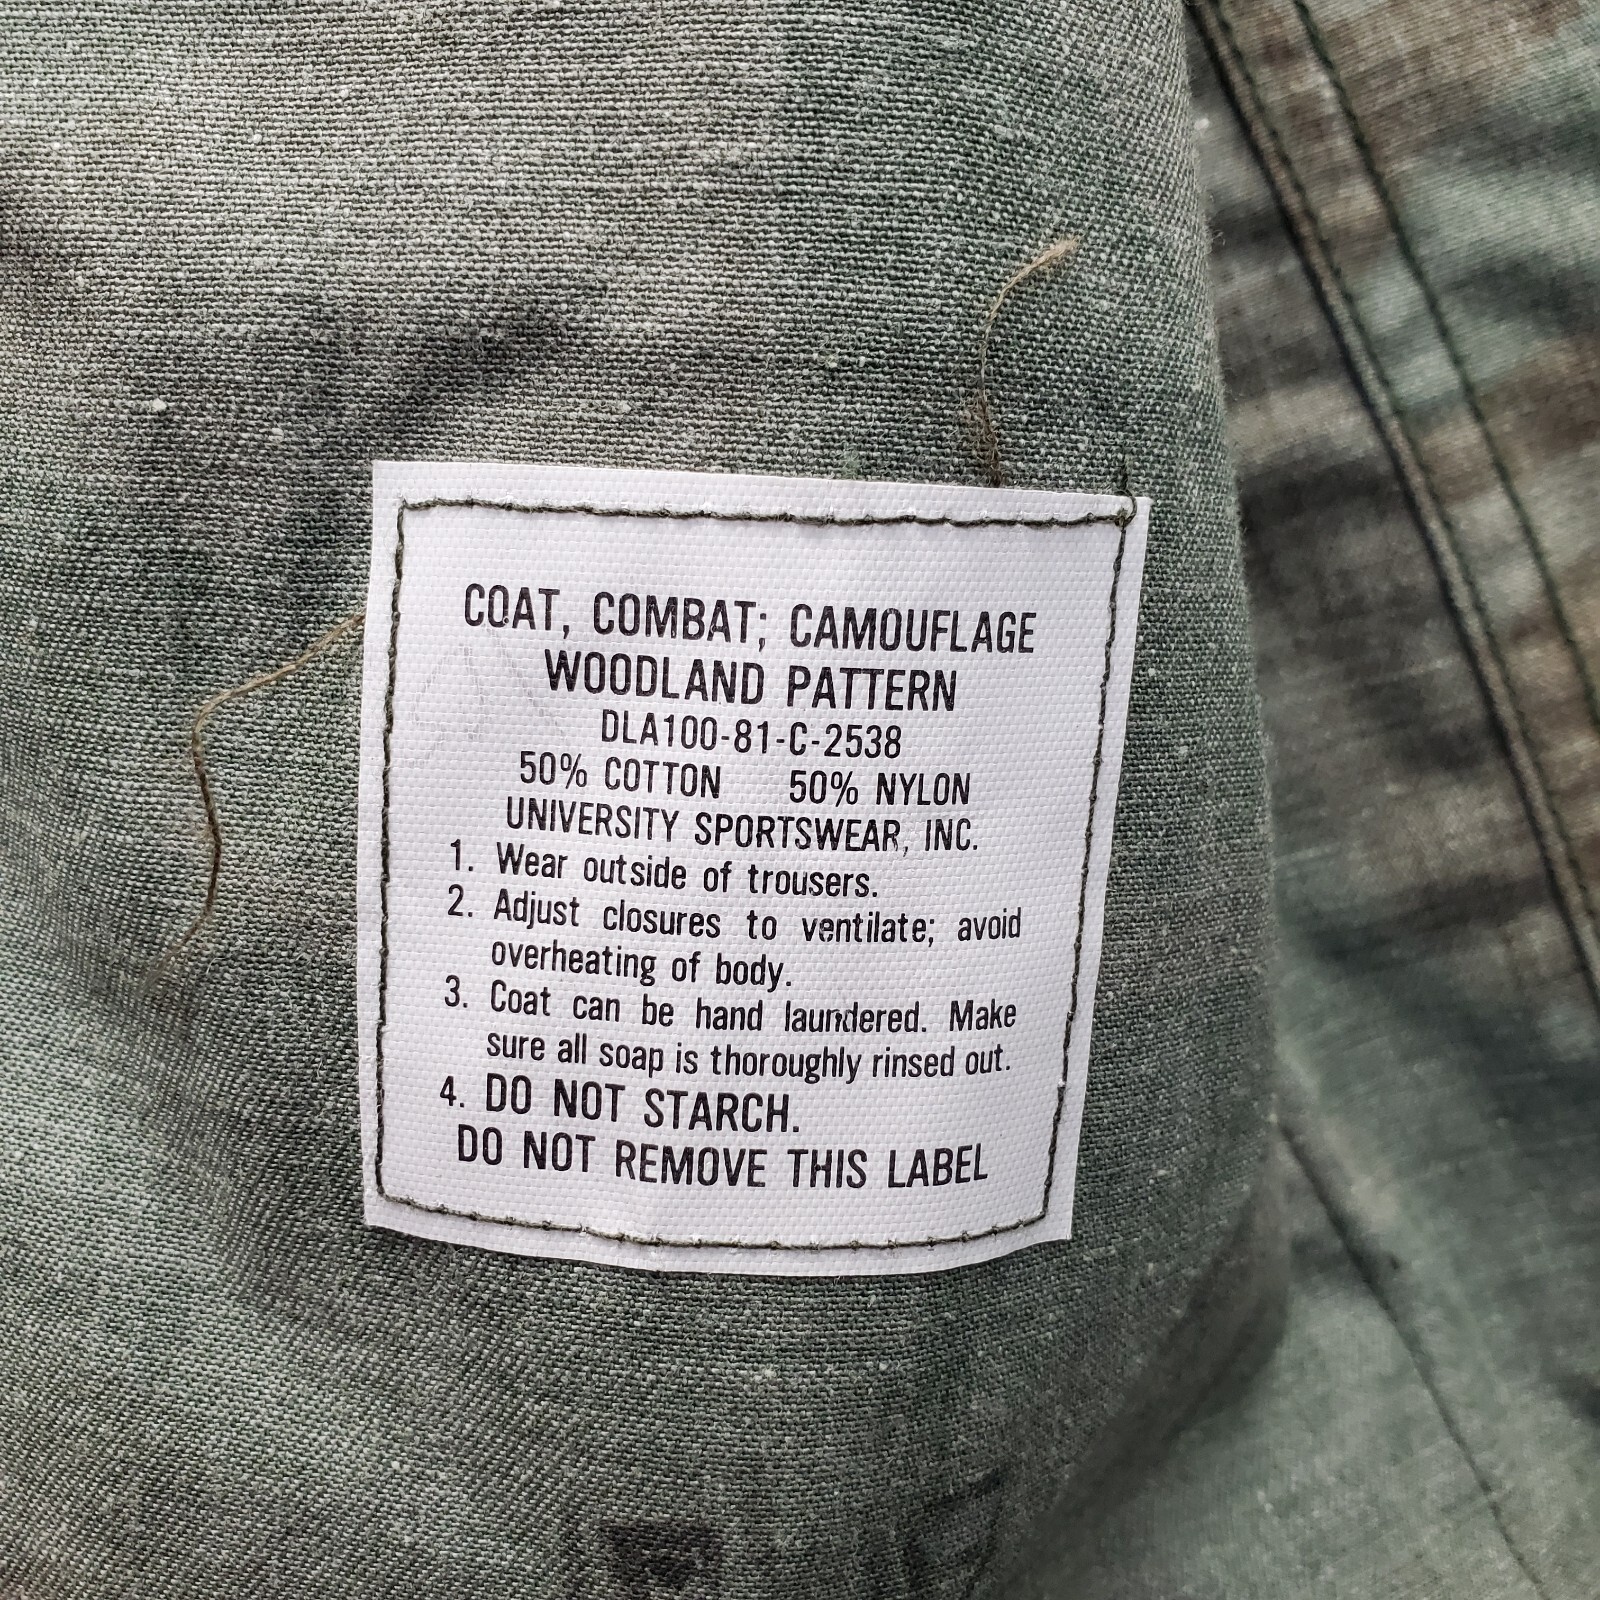 COAT, COMBAT; CAMOUFLAGE
WOODLAND PATTERN
DLA100-81-C-2538
50% COTTON 50% NYLON
UNIVERSITY SPORTSWEAR, INC.
1. Wear outside of trousers.
2. Adjust closures to ventilate; avoid
overheating of body.
3. Coat can be hand laundered. Make
sure all soap is thoroughly rinsed out.
4. DO NOT STARCH.
DO NOT REMOVE THIS LABEL